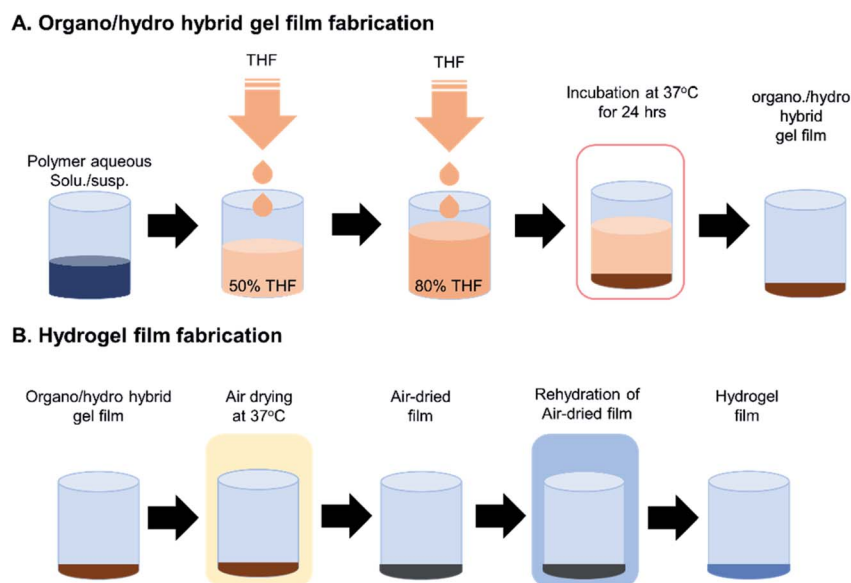 A. Organo/hydro hybrid gel film fabrication
THF
THF
Incubation at 37°C
for 24 hrs
organo./hydro
hybrid
gel film
Polymer aqueous
Solu./susp.
50% THF
80% THF
B. Hydrogel film fabrication
Organo/hydro hybrid
gel film
Air drying
at 37°C
Air-dried
film
Rehydration of
Air-dried film
Hydrogel
film